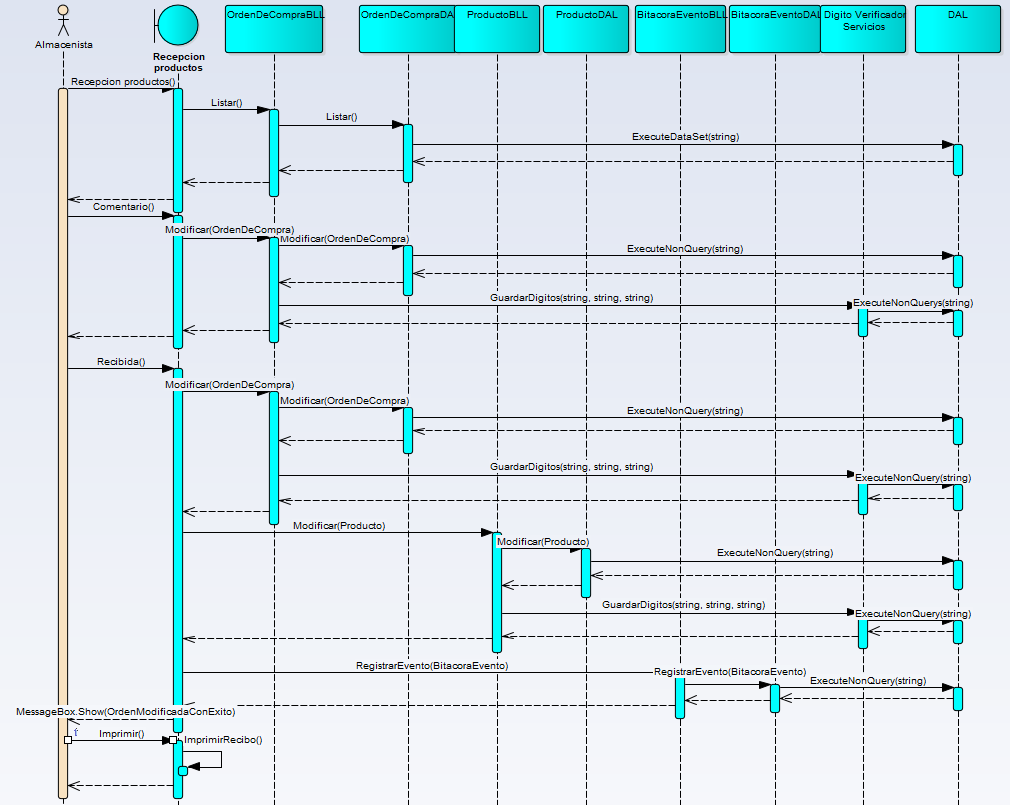 OrdenDeCompraBLL
OrdenDeCompraDA
ProductoBLL
ProductoDAL
BitacoraEventoBLL
BitacoraEventoDAL
Digito Verificador
Servicios
DAL
Almacenista
Recepcion
productos
Recepcion productos()
Listar()
Listar()
ExecuteDataSet(string)
Comentario()
Modificar(OrdenDeCompra)
Modificar(OrdenDeCompra)
ExecuteNonQuery(string)
GuardarDigitos(string, string, string)
ExecuteNonQuerys(string)
Recibida()
Modificar(OrdenDeCompra)
Modificar(OrdenDeCompra)
ExecuteNonQuery(string)
GuardarDigitos(string, string, string)
ExecuteNonQuery(string)
Modificar(Producto)
Modificar(Producto)
ExecuteNonQuery(string)
GuardarDigitos(string, string, string)
ExecuteNonQuery(string)
RegistrarEvento(BitacoraEvento)
RegistrarEvento(BitacoraEvento)
ExecuteNonQuery(string)
MessageBox.Show(OrdenModificadaConExito)
Imprimir()
ImprimirRecibo()